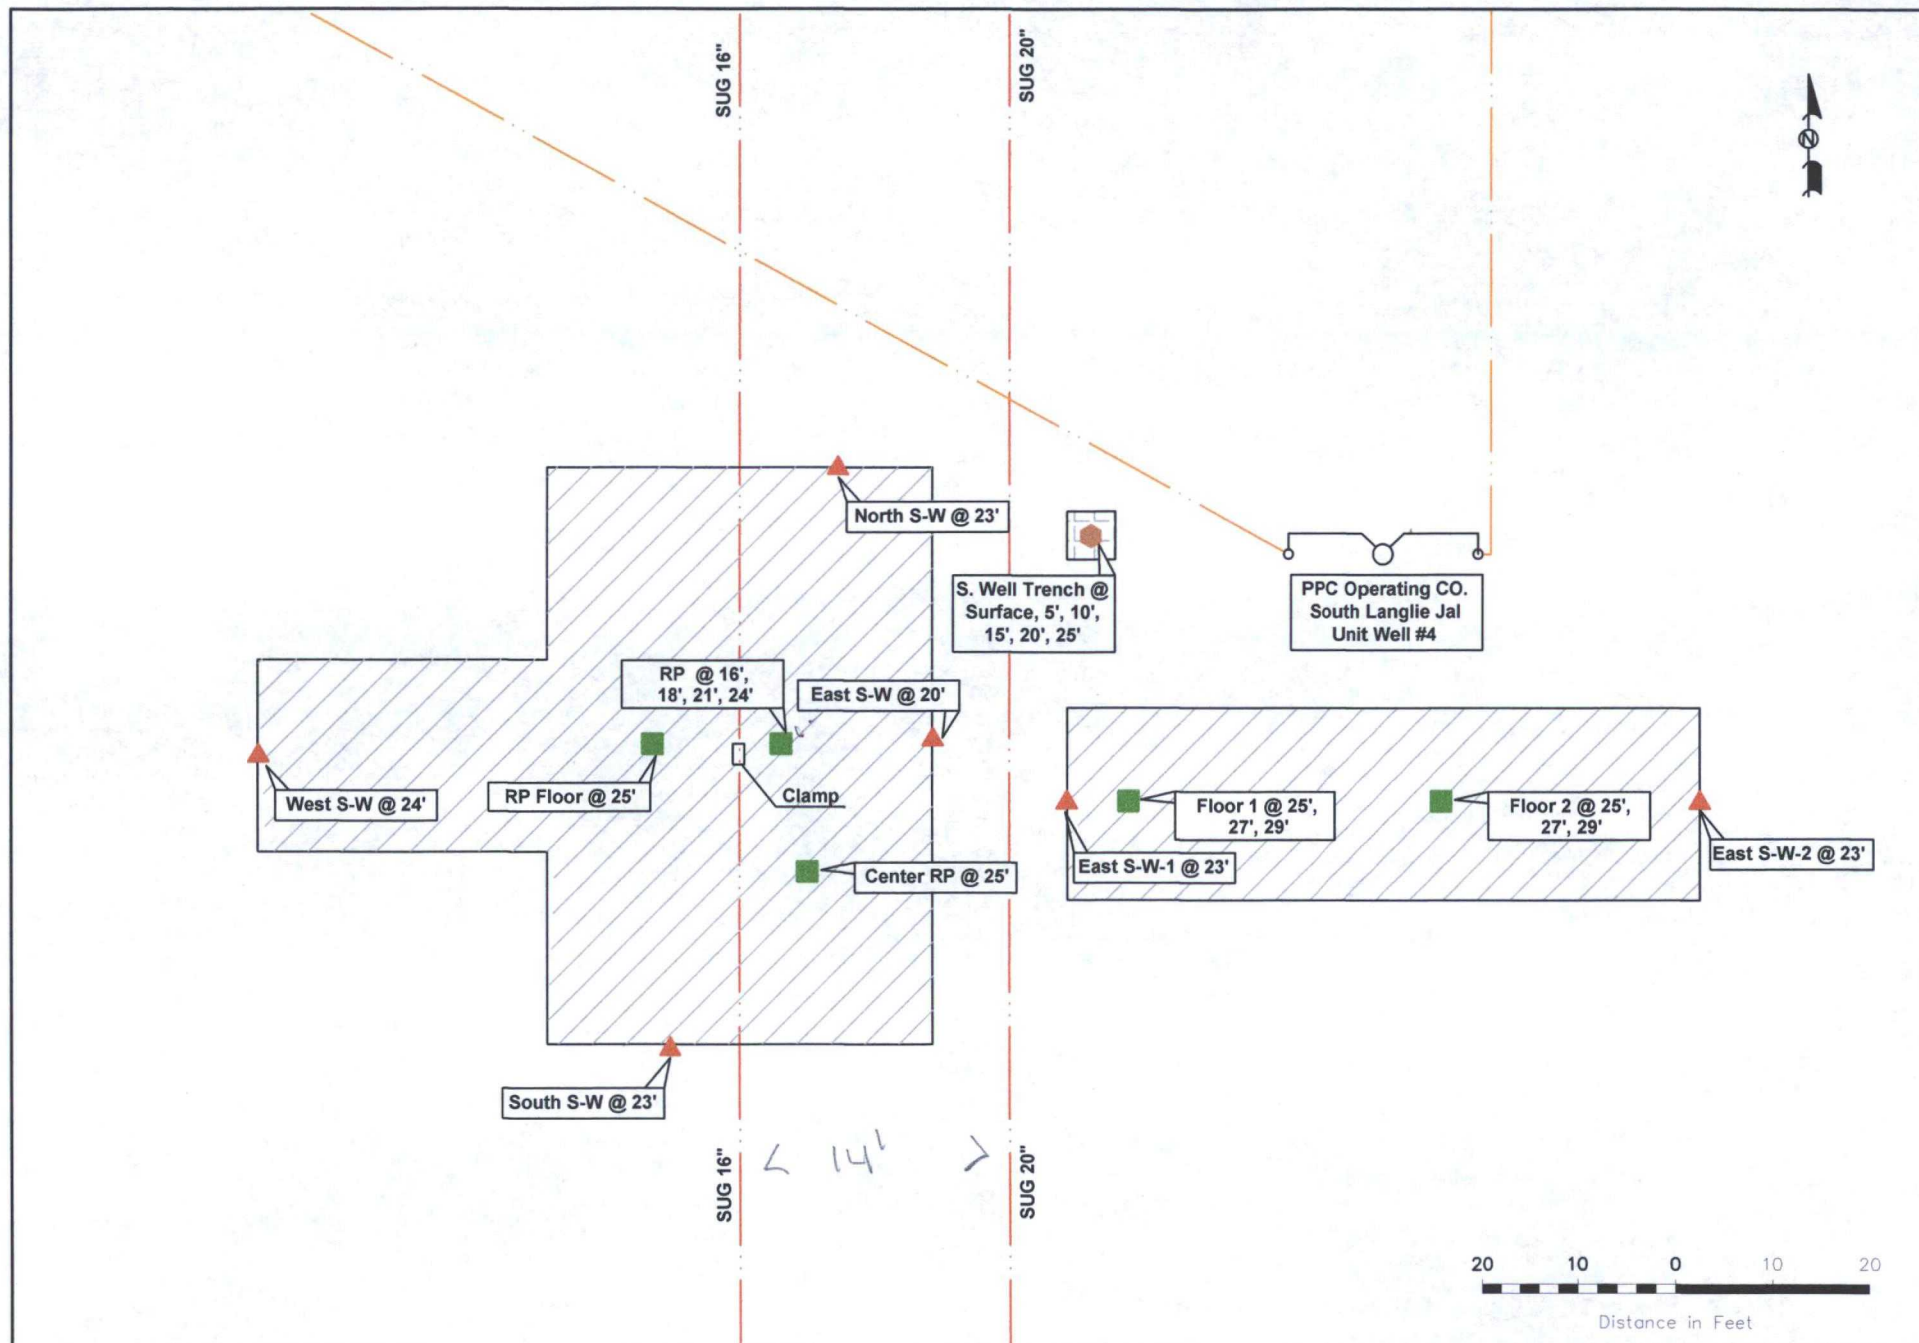 SUG 16"
SUG 20"
N
North S-W @ 23'
S. Well Trench @
Surface, 5', 10',
15', 20', 25'
PPC Operating CO.
South Langlie Jal
Unit Well #4
RP @ 16',
18', 21', 24'
East S-W @ 20'
West S-W @ 24'
RP Floor @ 25'
Clamp
Floor 1 @ 25',
27', 29'
Floor 2 @ 25',
27', 29'
East S-W-1 @ 23'
East S-W-2 @ 23'
Center RP @ 25'
South S-W @ 23'
SUG 16"
< 14' >
SUG 20"
20 10 0 10 20
Distance in Feet